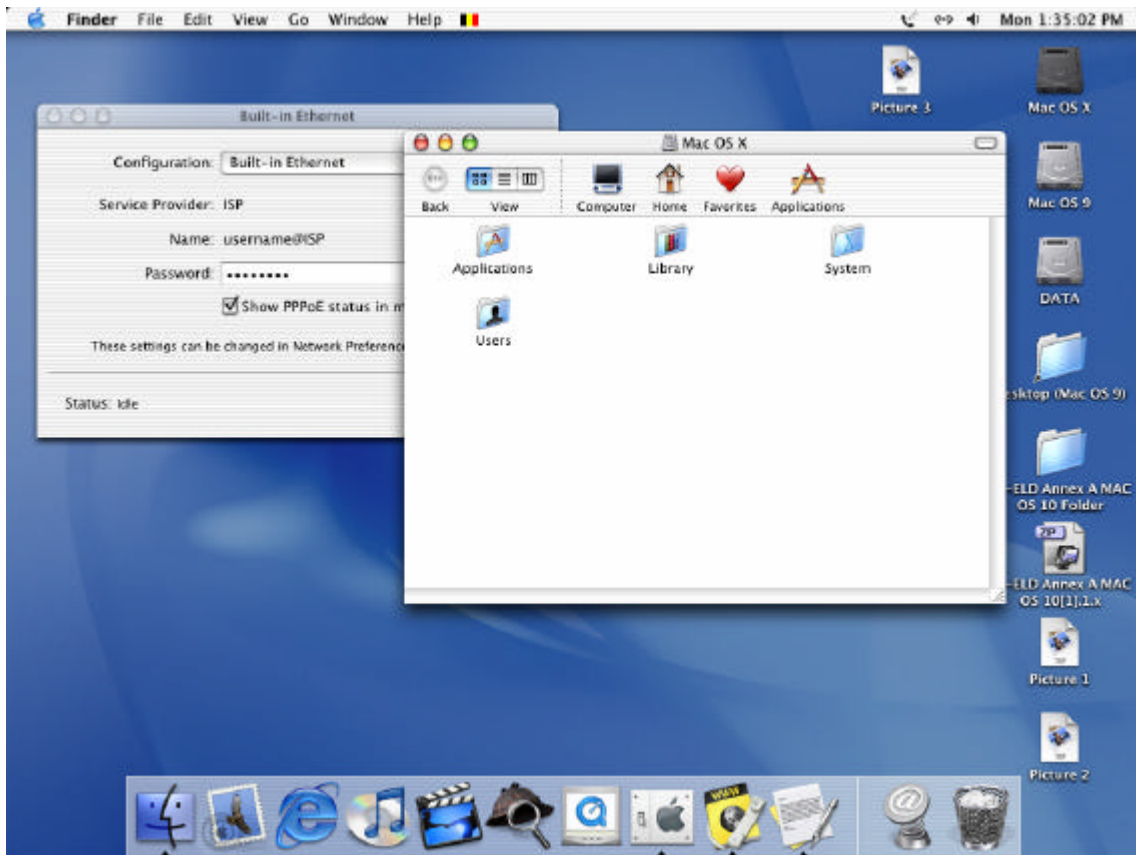 Finder File Edit View Go Window Help
Mon 1:35:02 PM
Built-in Ethernet
Configuration: Built-in Ethernet
Service Provider: ISP
Name: username@ISP
Password: ••••••••
Show PPPoE status in m
These settings can be changed in Network Preference
Status: Idle
Mac OS X
Back View Computer Home Favorites Applications
Applications Library System
Users
Picture 3
Mac OS X
Mac OS 9
DATA
esktop (Mac OS 9)
-ELD Annex A MAC
OS 10 Folder
ZIP
-ELD Annex A MAC
OS 10[1].1.x
Picture 1
Picture 2
WWW
@